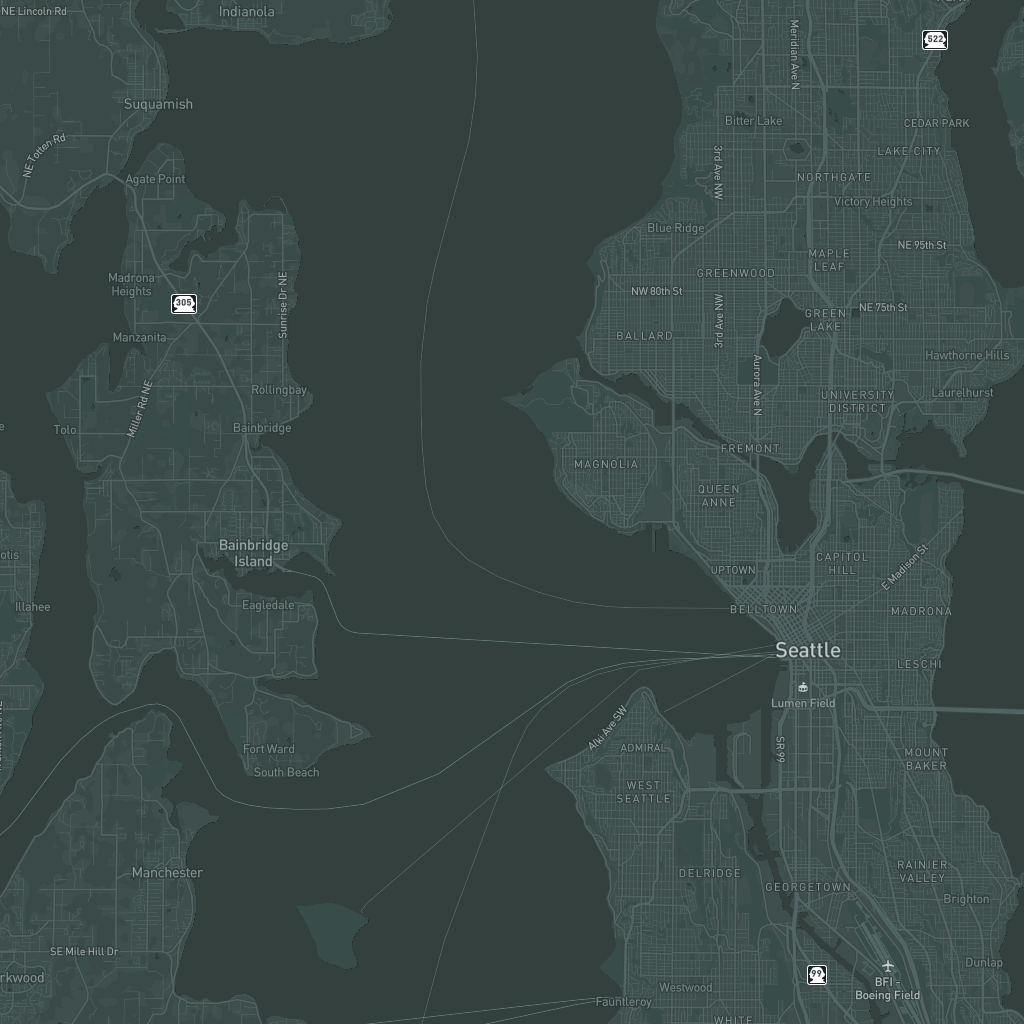 NE Lincoln Rd
Indianola
Meridian Ave N
522
Suquamish
Bitter Lake
CEDAR PARK
NE Totten Rd
3rd Ave NW
LAKE CITY
Agate Point
NORTHGATE
Victory Heights
Blue Ridge
NE 95th St
MAPLE
LEAF
Madrona
Heights
Sunrise Dr NE
GREENWOOD
NW 80th St
305
3rd Ave NW
NE 75th St
GREEN
LAKE
Manzanita
BALLARD
Hawthorne Hills
Miller Rd NE
Rollingbay
Aurora Ave N
UNIVERSITY
DISTRICT
Laurelhurst
Tolo
Bainbridge
FREMONT
MAGNOLIA
QUEEN
ANNE
Bainbridge
Island
otis
UPTOWN
CAPITOL
HILL
E Madison St
Illahee
Eagledale
BELLTOWN
MADRONA
Seattle
LESCHI
Lumen Field
Alki Ave SW
Fort Ward
South Beach
ADMIRAL
SR 99
MOUNT
BAKER
WEST
SEATTLE
Manchester
DELRIDGE
GEORGETOWN
RAINIER
VALLEY
Brighton
SE Mile Hill Dr
rkwood
99
Dunlap
BFI -
Boeing Field
Westwood
Fauntleroy
WHITE